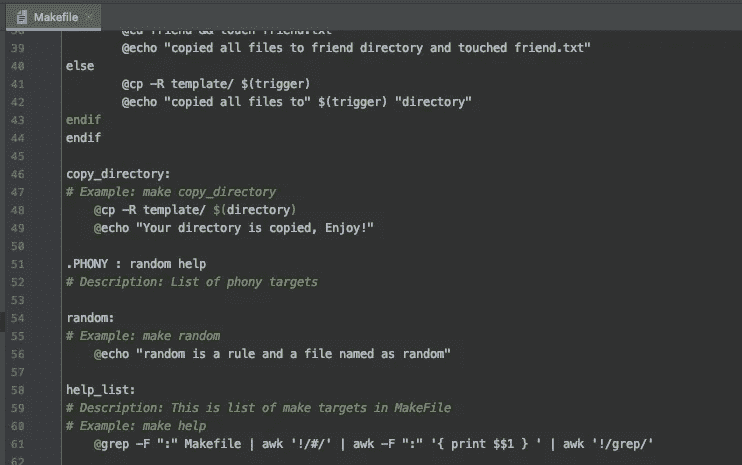 Makefile
38 @cd friend && touch friend.txt
39 @echo "copied all files to friend directory and touched friend.txt"
40 else
41 @cp -R template/ $(trigger)
42 @echo "copied all files to" $(trigger) "directory"
43 endif
44 endif
45
46 copy_directory:
47 # Example: make copy_directory
48 @cp -R template/ $(directory)
49 @echo "Your directory is copied, Enjoy!"
50
51 .PHONY : random help
52 # Description: List of phony targets
53
54 random:
55 # Example: make random
56 @echo "random is a rule and a file named as random"
57
58 help_list:
59 # Description: This is list of make targets in MakeFile
60 # Example: make help
61 @grep -F ":" Makefile | awk '!/#/' | awk -F ":" '{ print $$1 } ' | awk '!/grep/'
62